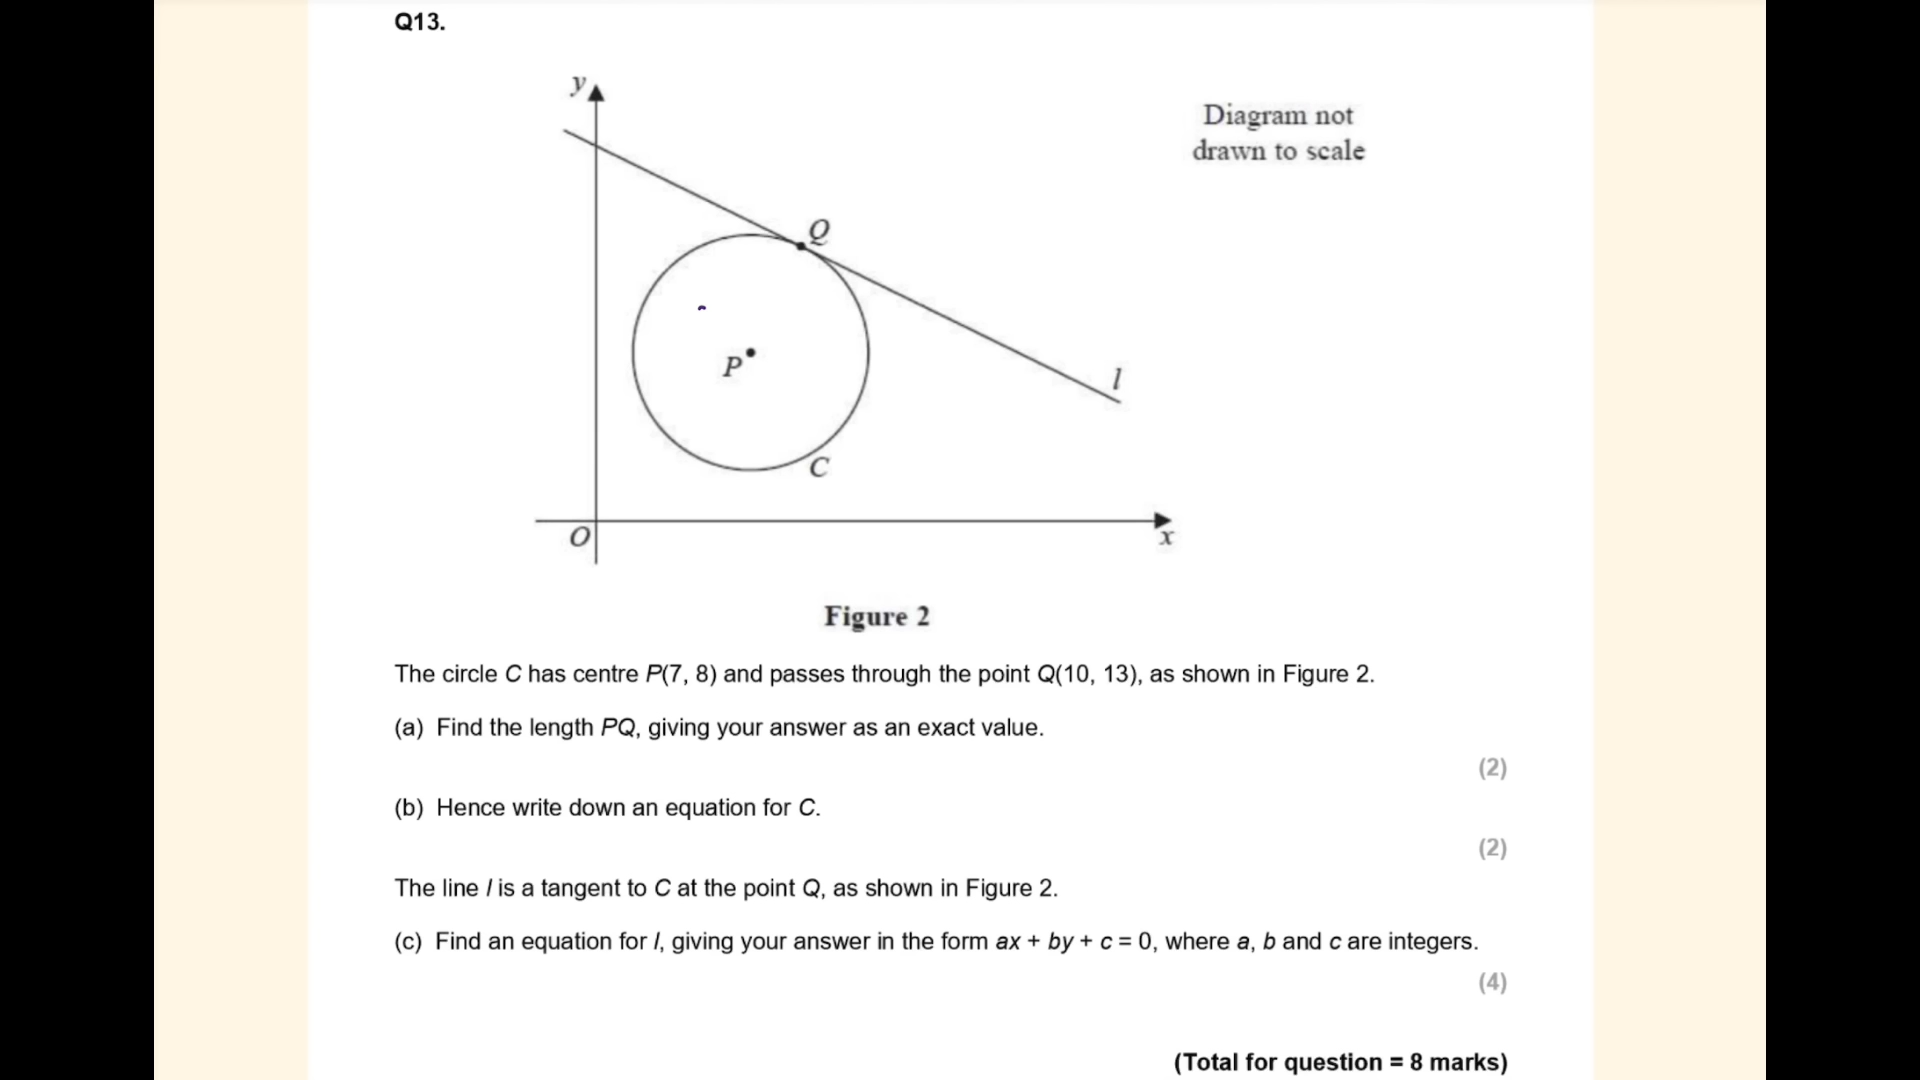 Q13.
y
Diagram not
drawn to scale
Q
P
l
C
O
x
Figure 2
The circle C has centre P(7, 8) and passes through the point Q(10, 13), as shown in Figure 2.
(a) Find the length PQ, giving your answer as an exact value.
(2)
(b) Hence write down an equation for C.
(2)
The line l is a tangent to C at the point Q, as shown in Figure 2.
(c) Find an equation for l, giving your answer in the form ax + by + c = 0, where a, b and c are integers.
(4)
(Total for question = 8 marks)